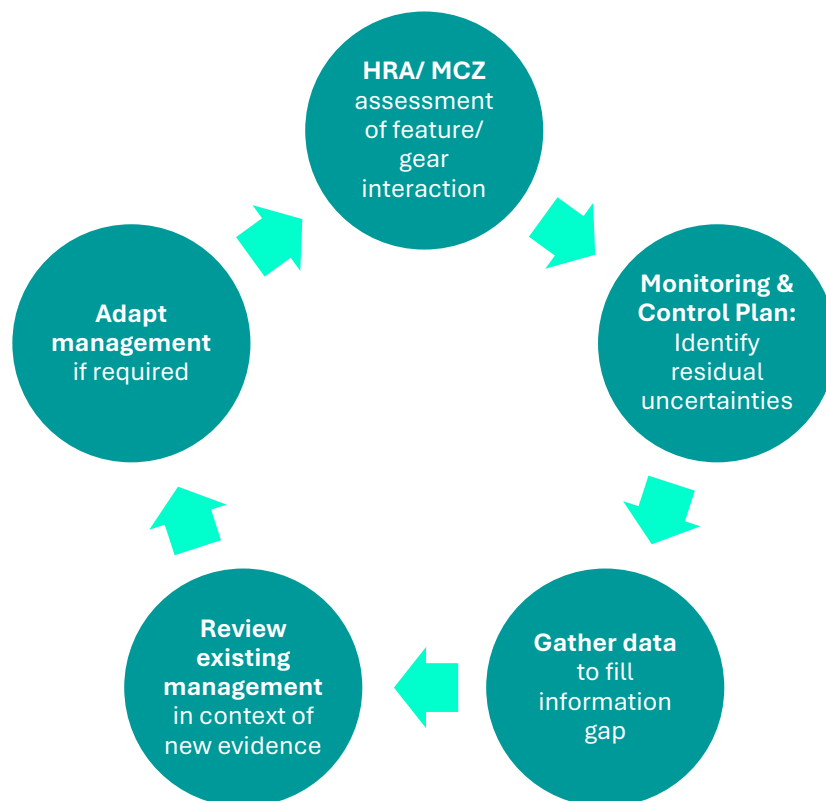 HRA/ MCZ
assessment
of feature/
gear
interaction
Monitoring &
Control Plan:
Identify
residual
uncertainties
Gather data
to fill
information
gap
Review
existing
management
in context of
new evidence
Adapt
management
if required